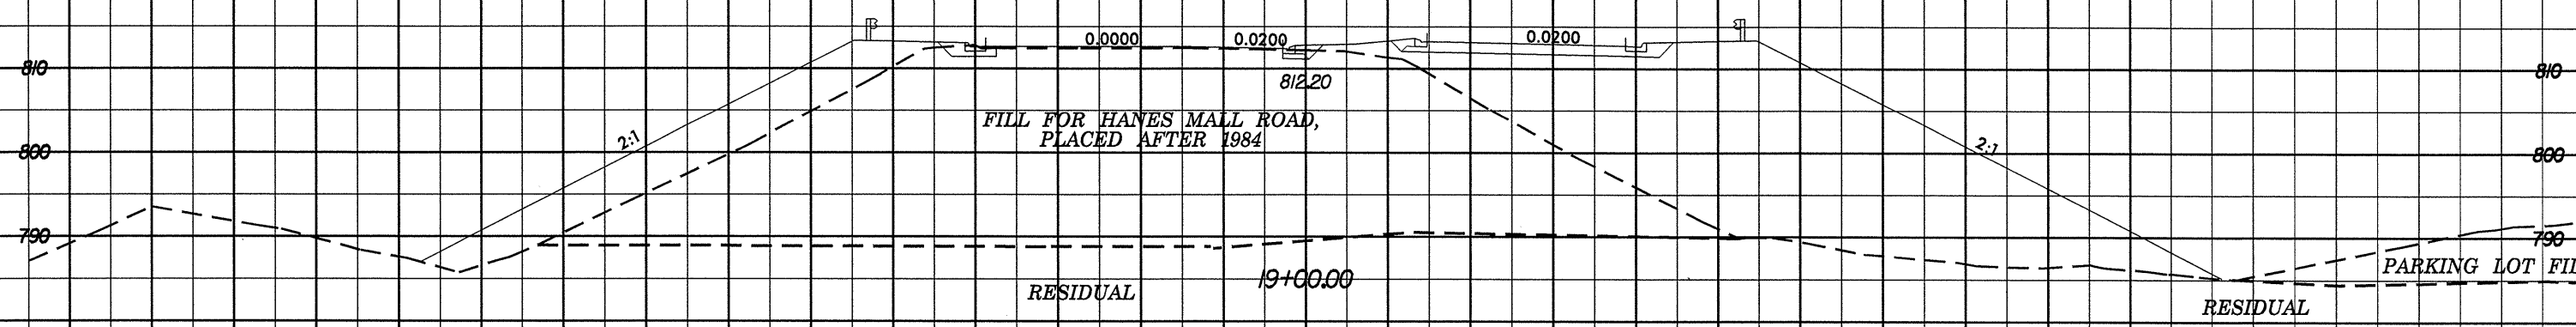 0.0000 0.0200 0.0200
810 810
812.20
FILL FOR HANES MALL ROAD,
PLACED AFTER 1984
2:1 2:1
800 800
790 790
PARKING LOT FIL
19+00.00
RESIDUAL
RESIDUAL